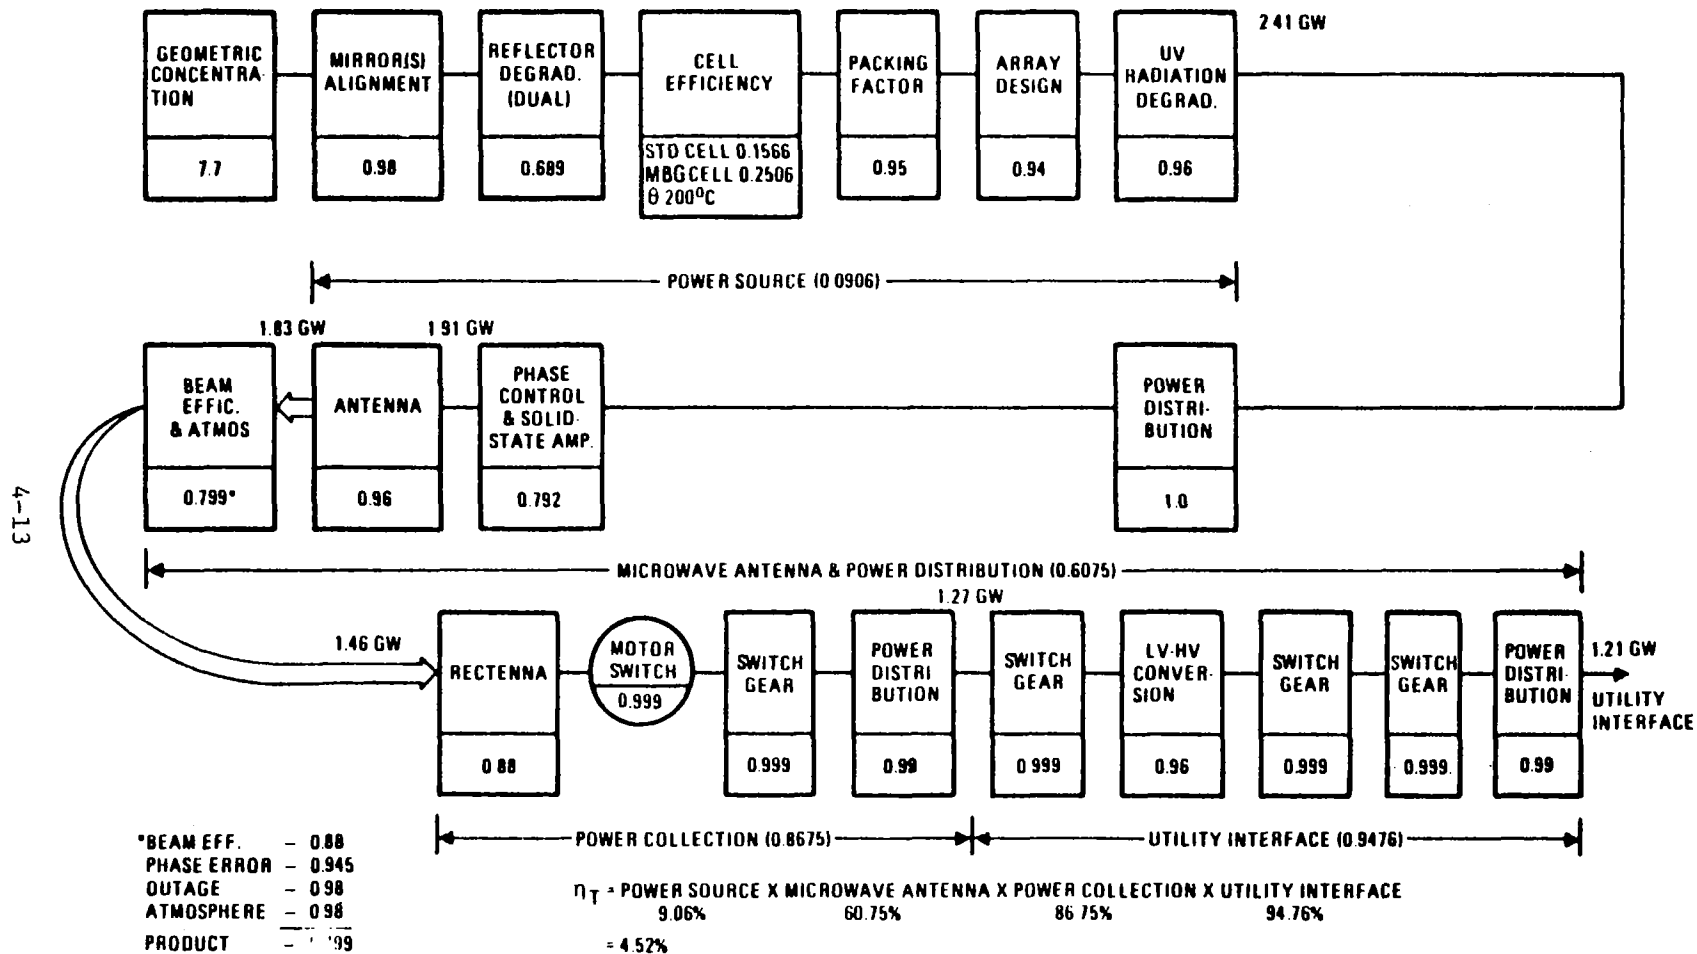 GEOMETRIC
CONCENTRA-
TION
7.7
MIRROR(S)
ALIGNMENT
0.98
REFLECTOR
DEGRAD.
(DUAL)
0.689
CELL
EFFICIENCY
STD CELL 0.1566
MBG CELL 0.2506
θ 200°C
PACKING
FACTOR
0.95
ARRAY
DESIGN
0.94
UV
RADIATION
DEGRAD.
0.96
2 41 GW
POWER SOURCE (0 0906)
1.83 GW
1 91 GW
BEAM
EFFIC.
& ATMOS
0.799*
ANTENNA
0.96
PHASE
CONTROL
& SOLID-
STATE AMP.
0.792
POWER
DISTRI-
BUTION
1.0
4-13
MICROWAVE ANTENNA & POWER DISTRIBUTION (0.6075)
1.27 GW
1.46 GW
RECTENNA
0 88
MOTOR
SWITCH
0.999
SWITCH
GEAR
0.999
POWER
DISTRI
BUTION
0.99
SWITCH
GEAR
0 999
LV-HV
CONVER-
SION
0.96
SWITCH
GEAR
0.999
SWITCH
GEAR
0.999.
POWER
DISTRI-
BUTION
0.99
1.21 GW
UTILITY
INTERFACE
POWER COLLECTION (0.8675)
UTILITY INTERFACE (0.9476)
*BEAM EFF. – 0.88
PHASE ERROR – 0.945
OUTAGE – 0.98
ATMOSPHERE – 0.98
PRODUCT –
ηT = POWER SOURCE X MICROWAVE ANTENNA X POWER COLLECTION X UTILITY INTERFACE
9.06% 60.75% 86 75% 94.76%
= 4.52%